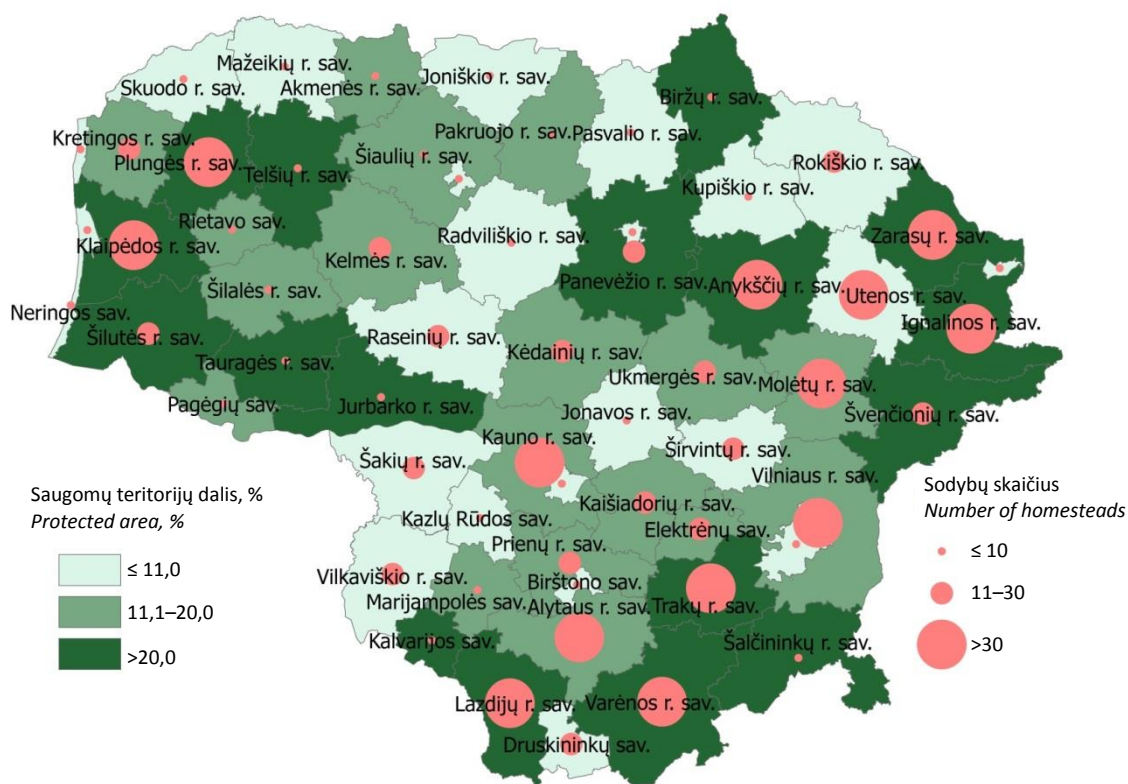 Mažeikių r. sav.
Skuodo r. sav.
Akmenės r. sav.
Joniškio r. sav.
Biržų r. sav.
Kretingos r. sav.
Plungės r. sav.
Telšių r. sav.
Šiaulių r. sav.
Pakruojo r. sav.
Pasvalio r. sav.
Rokiškio r. sav.
Kupiškio r. sav.
Rietavo sav.
Klaipėdos r. sav.
Kelmės r. sav.
Radviliškio r. sav.
Panevėžio r. sav.
Anykščių r. sav.
Zarasų r. sav.
Utenos r. sav.
Ignalinos r. sav.
Neringos sav.
Šilalės r. sav.
Šilutės r. sav.
Raseinių r. sav.
Kėdainių r. sav.
Ukmergės r. sav.
Molėtų r. sav.
Švenčionių r. sav.
Tauragės r. sav.
Pagėgių sav.
Jurbarko r. sav.
Jonavos r. sav.
Kauno r. sav.
Širvintų r. sav.
Šakių r. sav.
Vilniaus r. sav.
Kaišiadorių r. sav.
Kazlų Rūdos sav.
Elektrėnų sav.
Prienų r. sav.
Vilkaviškio r. sav.
Birštono sav.
Marijampolės sav.
Alytaus r. sav.
Trakų r. sav.
Kalvarijos sav.
Šalčininkų r. sav.
Lazdijų r. sav.
Varėnos r. sav.
Druskininkų sav.
Saugomų teritorijų dalis, %
Protected area, %
≤ 11,0
11,1–20,0
>20,0
Sodybų skaičius
Number of homesteads
≤ 10
11–30
>30